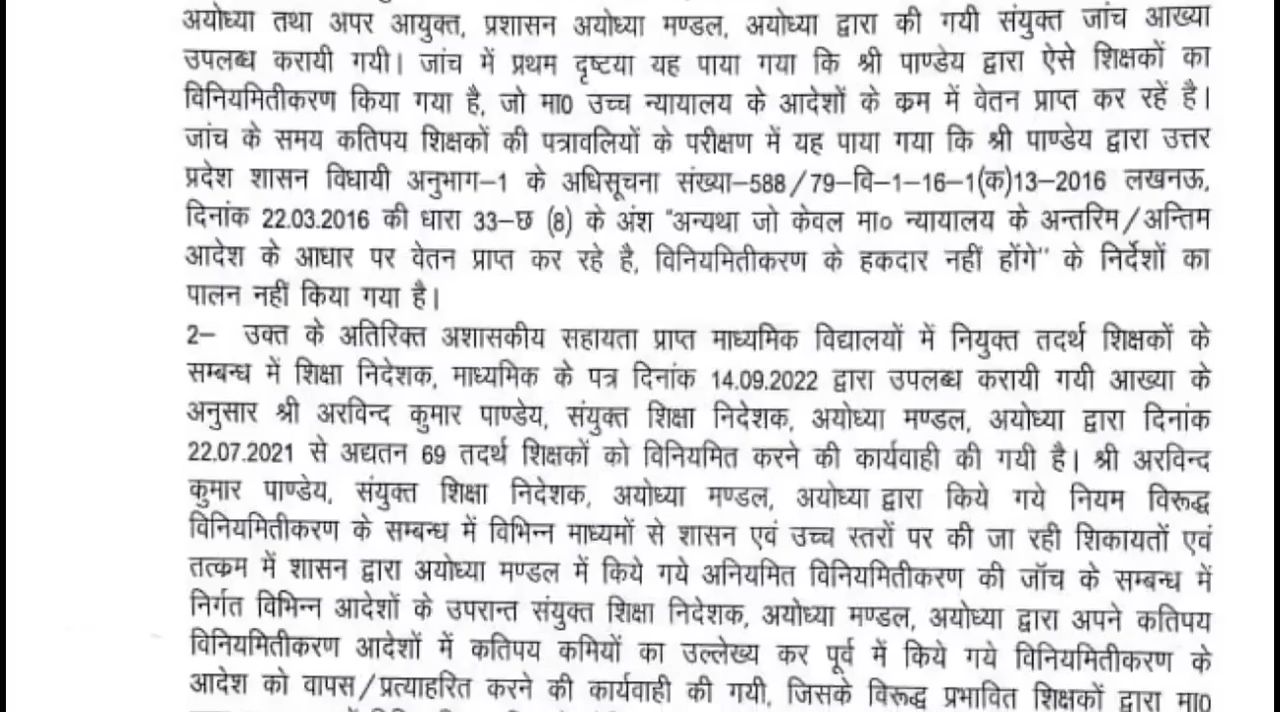 अयोध्या तथा अपर आयुक्त, प्रशासन अयोध्या मण्डल, अयोध्या द्वारा की गयी संयुक्त जांच आख्या
उपलब्ध करायी गयी। जांच में प्रथम दृष्टया यह पाया गया कि श्री पाण्डेय द्वारा ऐसे शिक्षकों का
विनियमितीकरण किया गया है, जो मा0 उच्च न्यायालय के आदेशों के क्रम में वेतन प्राप्त कर रहें है।
जांच के समय कतिपय शिक्षकों की पत्रावलियों के परीक्षण में यह पाया गया कि श्री पाण्डेय द्वारा उत्तर
प्रदेश शासन विधायी अनुभाग–1 के अधिसूचना संख्या–588/79–वि–1–16–1(क)13–2016 लखनऊ,
दिनांक 22.03.2016 की धारा 33–छ (8) के अंश "अन्यथा जो केवल मा० न्यायालय के अन्तरिम/अन्तिम
आदेश के आधार पर वेतन प्राप्त कर रहे है, विनियमितीकरण के हकदार नहीं होंगे" के निर्देशों का
पालन नहीं किया गया है।
2– उक्त के अतिरिक्त अशासकीय सहायता प्राप्त माध्यमिक विद्यालयों में नियुक्त तदर्थ शिक्षकों के
सम्बन्ध में शिक्षा निदेशक, माध्यमिक के पत्र दिनांक 14.09.2022 द्वारा उपलब्ध करायी गयी आख्या के
अनुसार श्री अरविन्द कुमार पाण्डेय, संयुक्त शिक्षा निदेशक, अयोध्या मण्डल, अयोध्या द्वारा दिनांक
22.07.2021 से अद्यतन 69 तदर्थ शिक्षकों को विनियमित करने की कार्यवाही की गयी है। श्री अरविन्द
कुमार पाण्डेय, संयुक्त शिक्षा निदेशक, अयोध्या मण्डल, अयोध्या द्वारा किये गये नियम विरूद्ध
विनियमितीकरण के सम्बन्ध में विभिन्न माध्यमों से शासन एवं उच्च स्तरों पर की जा रही शिकायतों एवं
तत्क्रम में शासन द्वारा अयोध्या मण्डल में किये गये अनियमित विनियमितीकरण की जॉच के सम्बन्ध में
निर्गत विभिन्न आदेशों के उपरान्त संयुक्त शिक्षा निदेशक, अयोध्या मण्डल, अयोध्या द्वारा अपने कतिपय
विनियमितीकरण आदेशों में कतिपय कमियों का उल्लेख्य कर पूर्व में किये गये विनियमितीकरण के
आदेश को वापस/प्रत्याहरित करने की कार्यवाही की गयी, जिसके विरूद्ध प्रभावित शिक्षकों द्वारा मा0